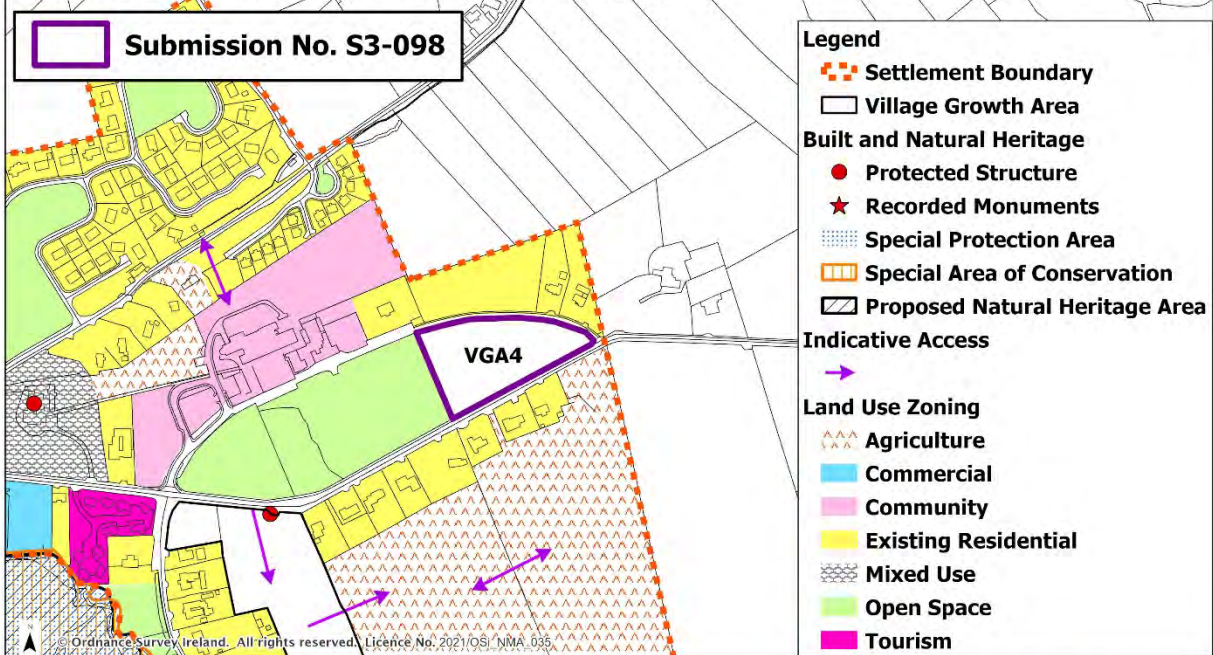 Submission No. S3-098
VGA4
© Ordnance Survey Ireland. All rights reserved. Licence No. 2021/OSi_NMA_035
Legend
Settlement Boundary
Village Growth Area
Built and Natural Heritage
Protected Structure
Recorded Monuments
Special Protection Area
Special Area of Conservation
Proposed Natural Heritage Area
Indicative Access
Land Use Zoning
Agriculture
Commercial
Community
Existing Residential
Mixed Use
Open Space
Tourism